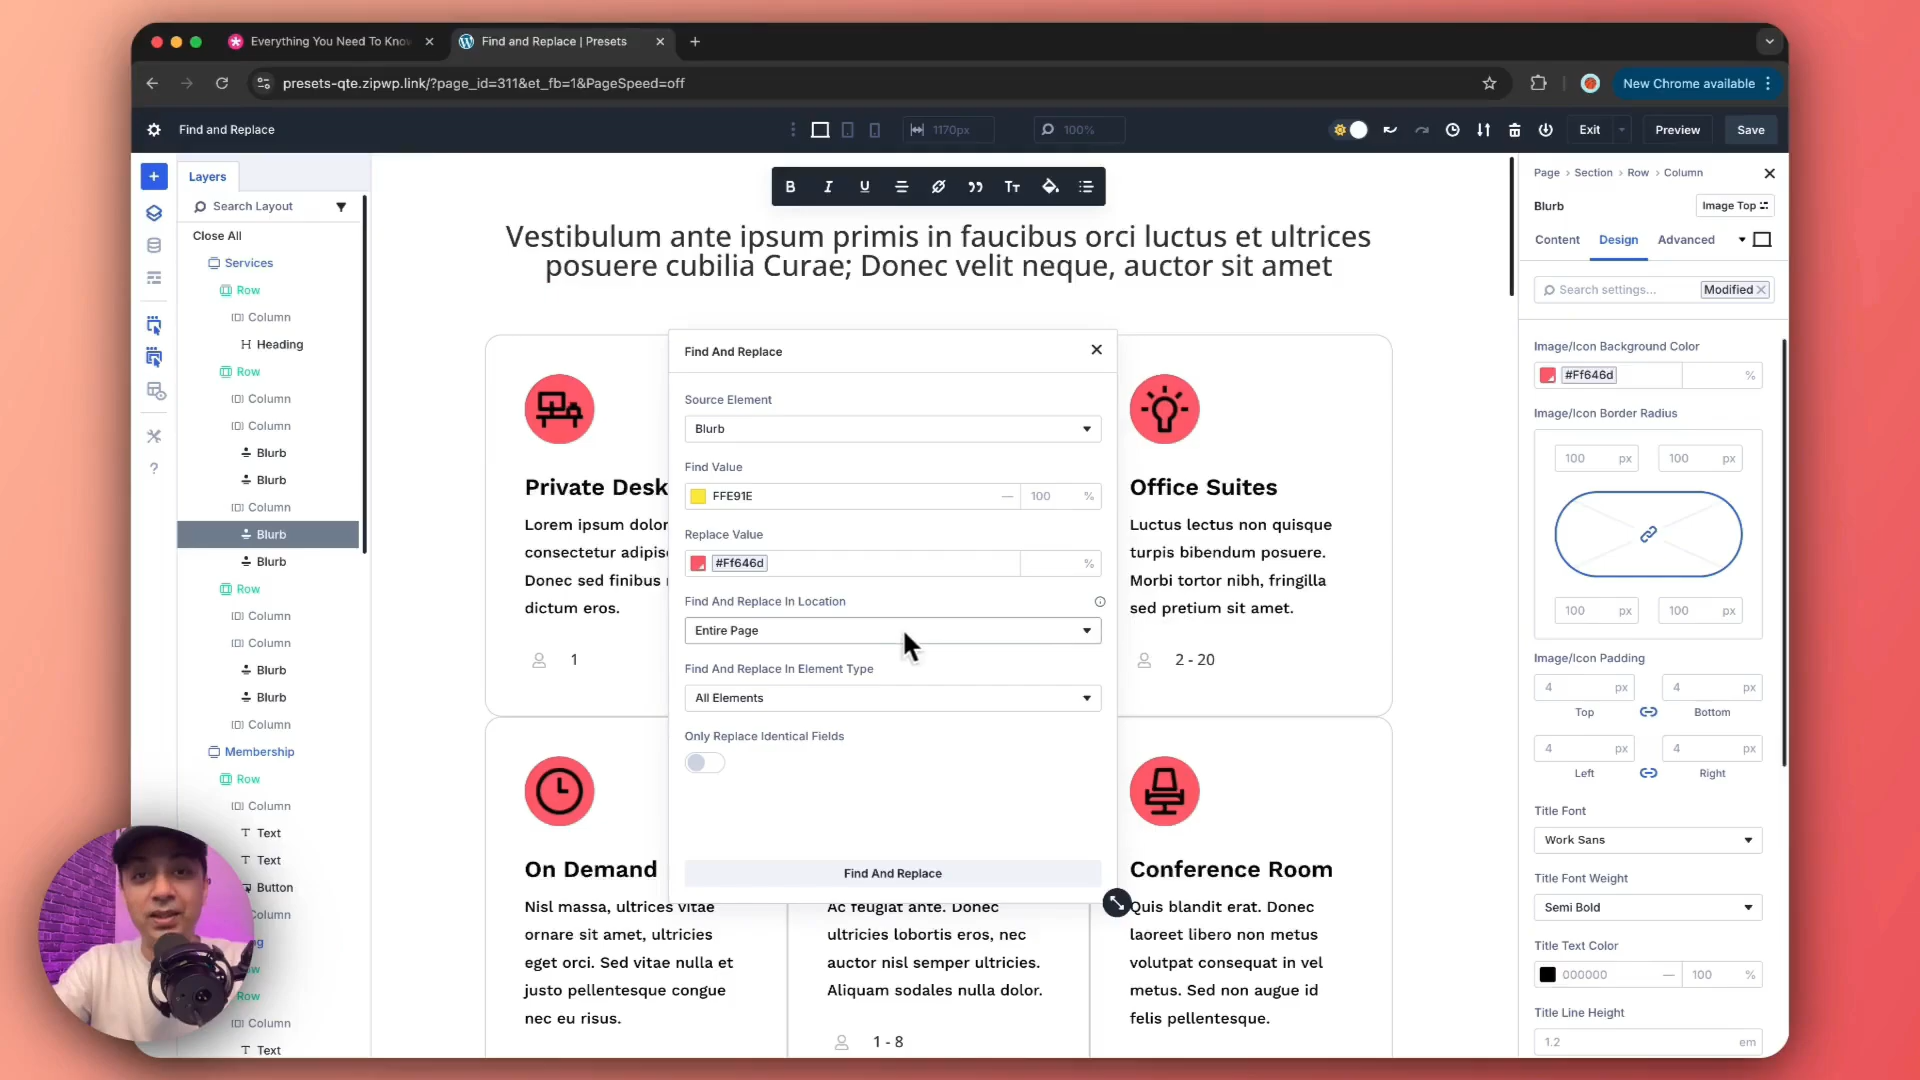 Everything You Need To Know
Find and Replace | Presets
presets-qte.zipwp.link/?page_id=311&et_fb=1&PageSpeed=off
New Chrome available
Find and Replace
1170px
100%
Exit
Preview
Save
Layers
Search Layout
Close All
Services
Row
Column
Heading
Row
Column
Column
Blurb
Blurb
Column
Blurb
Blurb
Row
Column
Column
Blurb
Blurb
Column
Membership
Row
Column
Text
Text
Button
Column
Row
Column
Text
Vestibulum ante ipsum primis in faucibus orci luctus et ultrices
posuere cubilia Curae; Donec velit neque, auctor sit amet
Private Desk
Lorem ipsum dolor
consectetur adipis
Donec sed finibus
dictum eros.
1
Office Suites
Luctus lectus non quisque
turpis bibendum posuere.
Morbi tortor nibh, fringilla
sed pretium sit amet.
2 - 20
Find And Replace
Source Element
Blurb
Find Value
FFE91E
100 %
Replace Value
#Ff646d
%
Find And Replace In Location
Entire Page
Find And Replace In Element Type
All Elements
Only Replace Identical Fields
Find And Replace
On Demand
Nisl massa, ultrices vitae
ornare sit amet, ultricies
eget orci. Sed vitae nulla et
justo pellentesque congue
nec eu risus.
Ac feugiat ante. Donec
ultricies lobortis eros, nec
auctor nisl semper ultricies.
Aliquam sodales nulla dolor.
1 - 8
Conference Room
Quis blandit erat. Donec
laoreet libero non metus
volutpat consequat in vel
metus. Sed non augue id
felis pellentesque.
Page > Section > Row > Column
Blurb
Image Top
Content
Design
Advanced
Search settings...
Modified
Image/Icon Background Color
#Ff646d
%
Image/Icon Border Radius
100 px
100 px
100 px
100 px
Image/Icon Padding
4 px
4 px
Top
Bottom
4 px
4 px
Left
Right
Title Font
Work Sans
Title Font Weight
Semi Bold
Title Text Color
000000
100 %
Title Line Height
1.2 em